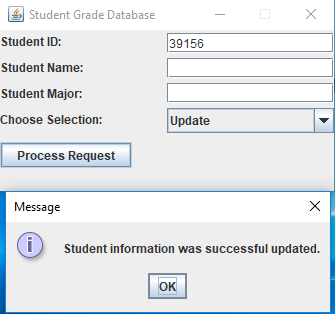 Student Grade Database
Student ID: 39156
Student Name:
Student Major:
Choose Selection: Update
Process Request
Message
Student information was successful updated.
OK